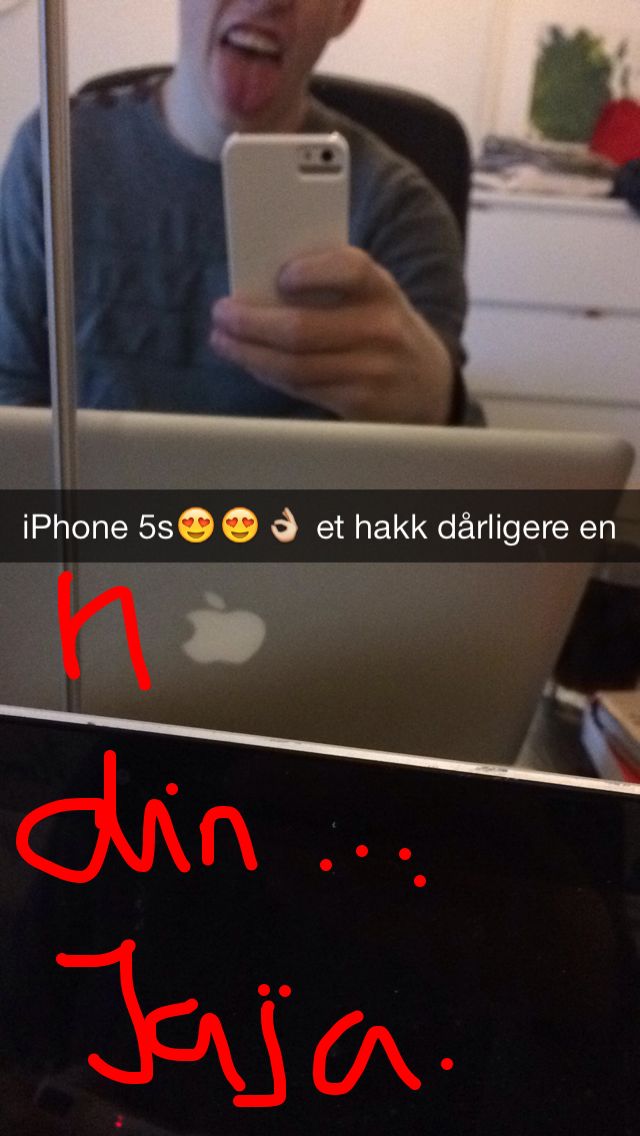 iPhone 5s😍😍👌 et hakk dårligere en
n
din ....
Jaja.